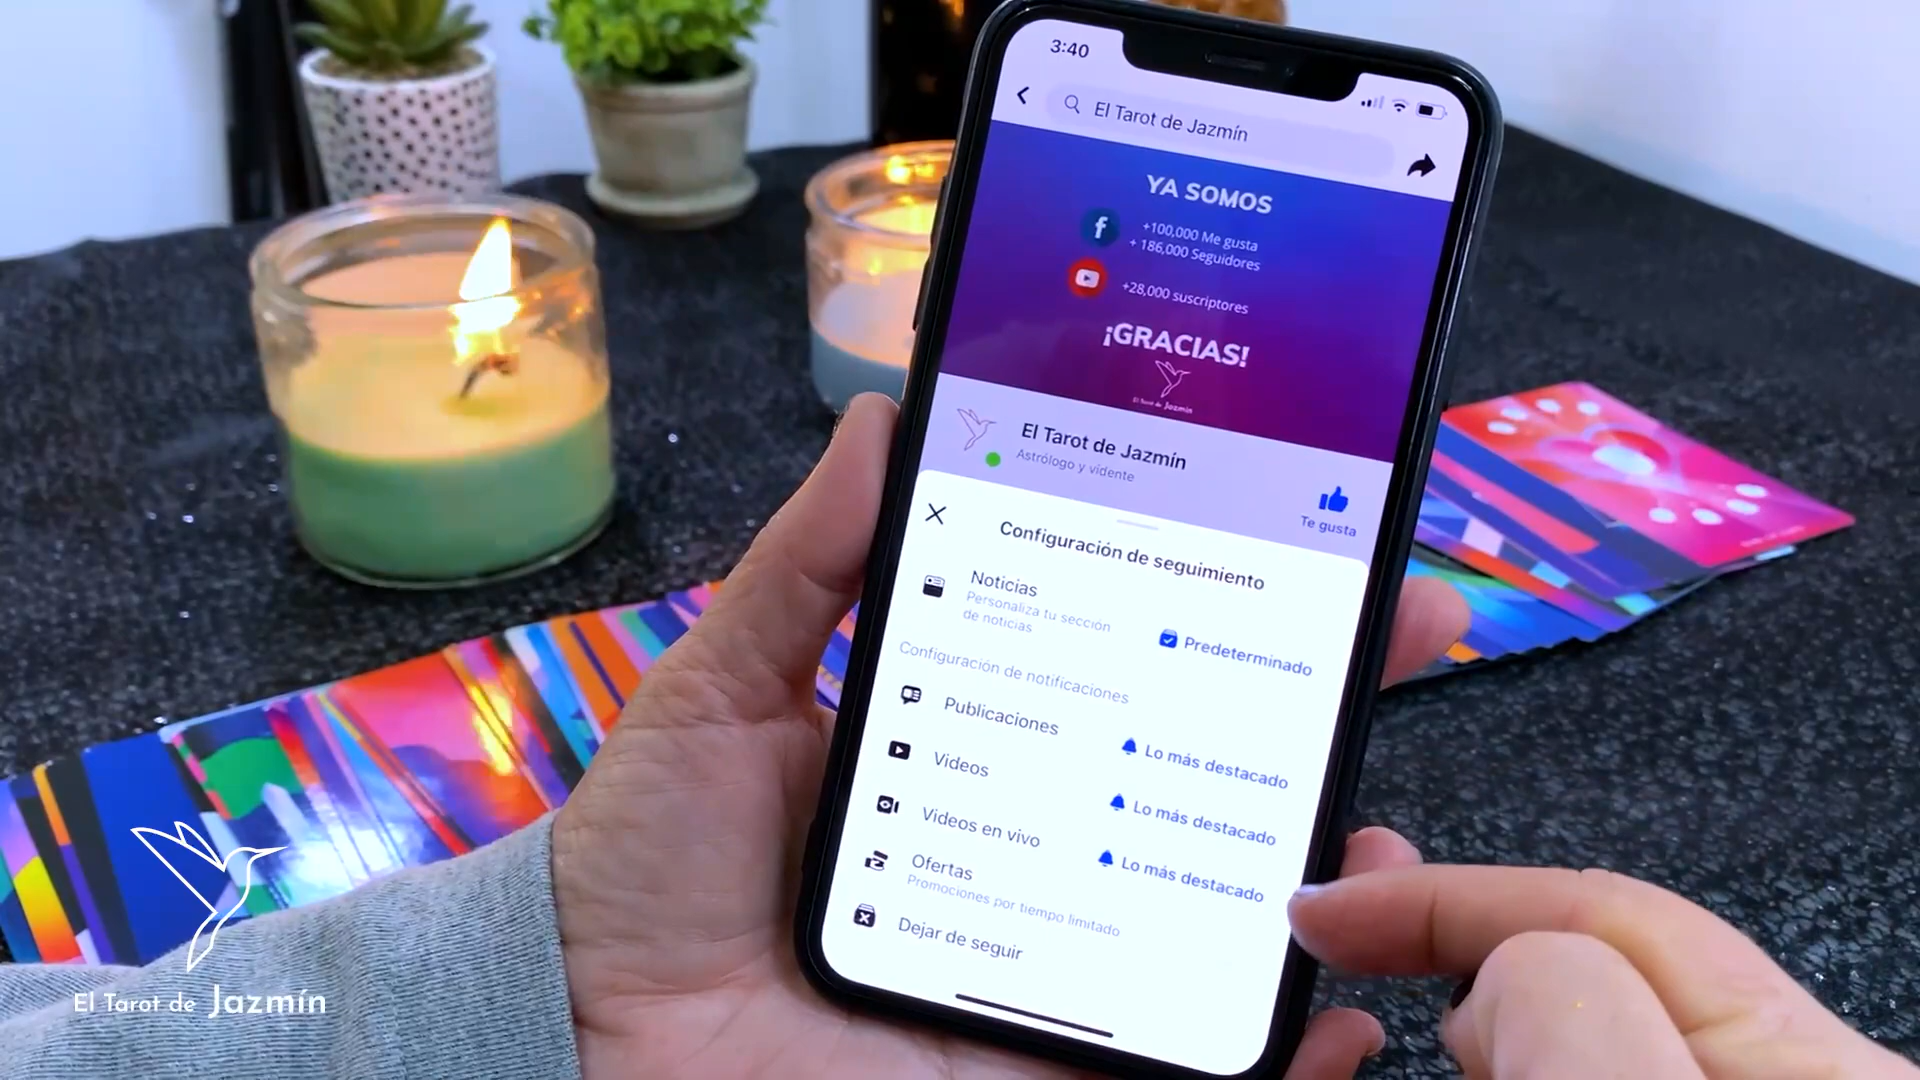 3:40
El Tarot de Jazmín
YA SOMOS
+100,000 Me gusta
+ 186,000 Seguidores
+28,000 suscriptores
¡GRACIAS!
El Tarot de Jazmín
El Tarot de Jazmín
Astrólogo y vidente
Te gusta
Configuración de seguimiento
Noticias
Personaliza tu sección
de noticias
Predeterminado
Configuración de notificaciones
Publicaciones
Lo más destacado
Videos
Lo más destacado
Videos en vivo
Lo más destacado
Ofertas
Promociones por tiempo limitado
Dejar de seguir
El Tarot de Jazmín